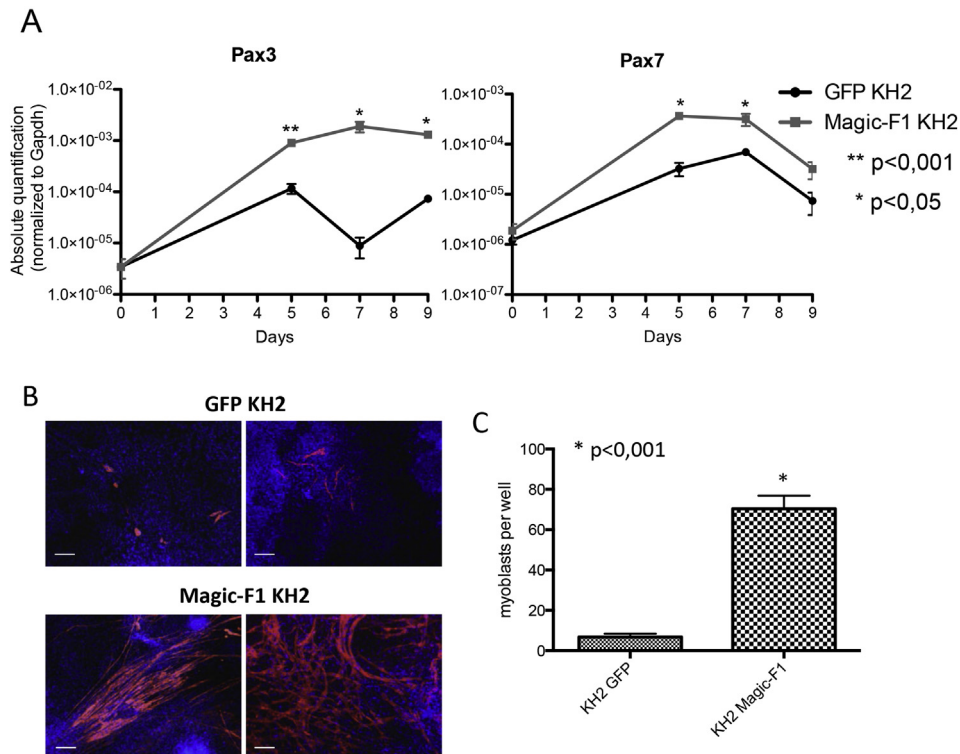 A
Pax3
Absolute quantification
(normalized to Gapdh)
1.0×10⁻⁰²
1.0×10⁻⁰³
1.0×10⁻⁰⁴
1.0×10⁻⁰⁵
1.0×10⁻⁰⁶
**
*
*
0 1 2 3 4 5 5 7 8 9
Days
Pax7
1.0×10⁻⁰³
1.0×10⁻⁰⁴
1.0×10⁻⁰⁵
1.0×10⁻⁰⁶
1.0×10⁻⁰⁷
*
*
0 1 2 3 4 5 6 7 8 9
Days
GFP KH2
Magic-F1 KH2
** p<0,001
* p<0,05
B
GFP KH2
Magic-F1 KH2
C
* p<0,001
*
myoblasts per well
100
80
60
40
20
0
KH2 GFP
KH2 Magic-F1